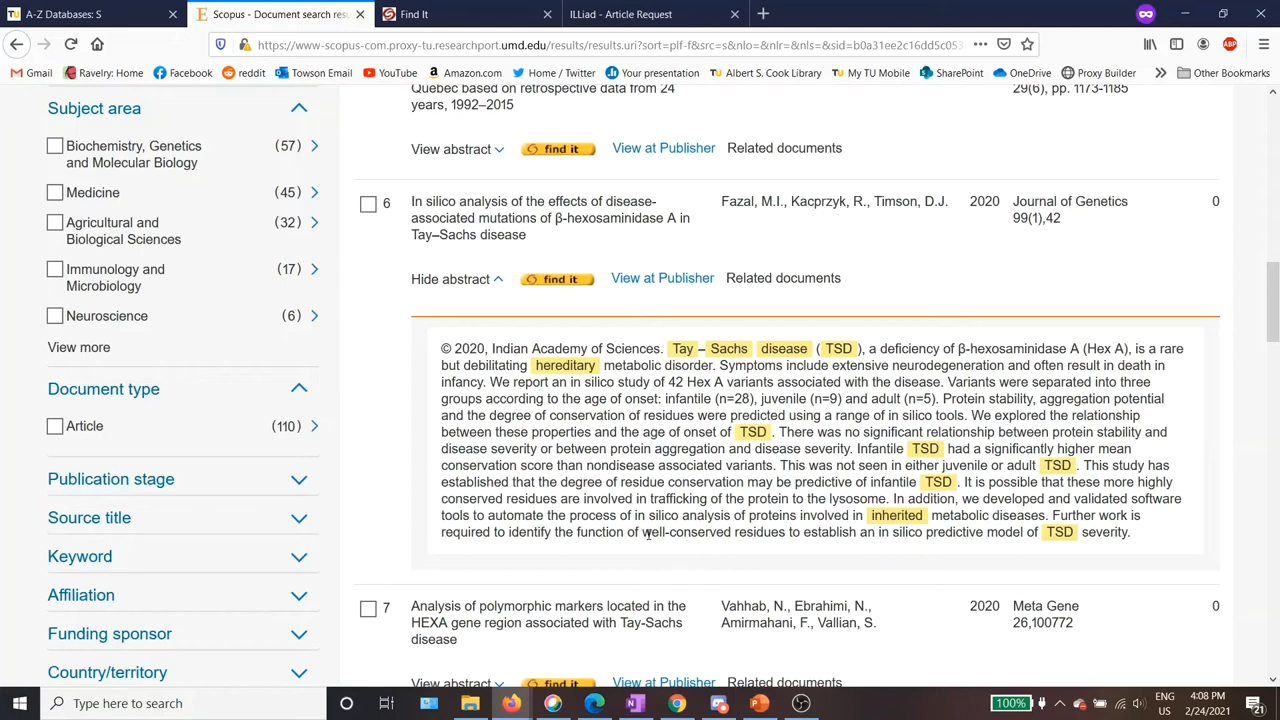 A-Z Databases: S
Scopus - Document search res
Find It
ILLiad - Article Request
https://www-scopus-com.proxy-tu.researchport.umd.edu/results/results.uri?sort=plf-f&src=s&nlo=&nlr=&nls=&sid=b0a31ee2c16dd5c053
ABP
Gmail
Ravelry: Home
Facebook
reddit
Towson Email
YouTube
Amazon.com
Home / Twitter
Your presentation
TU Albert S. Cook Library
TU My TU Mobile
SharePoint
OneDrive
Proxy Builder
Other Bookmarks
Subject area
Biochemistry, Genetics and Molecular Biology (57)
Medicine (45)
Agricultural and Biological Sciences (32)
Immunology and Microbiology (17)
Neuroscience (6)
View more
Document type
Article (110)
Publication stage
Source title
Keyword
Affiliation
Funding sponsor
Country/territory
Quebec based on retrospective data from 24 29(6), pp. 1173-1185
years, 1992–2015
View abstract find it View at Publisher Related documents
6 In silico analysis of the effects of disease- Fazal, M.I., Kacprzyk, R., Timson, D.J. 2020 Journal of Genetics 0
associated mutations of β-hexosaminidase A in 99(1),42
Tay–Sachs disease
Hide abstract find it View at Publisher Related documents
© 2020, Indian Academy of Sciences. Tay–Sachs disease (TSD), a deficiency of β-hexosaminidase A (Hex A), is a rare
but debilitating hereditary metabolic disorder. Symptoms include extensive neurodegeneration and often result in death in
infancy. We report an in silico study of 42 Hex A variants associated with the disease. Variants were separated into three
groups according to the age of onset: infantile (n=28), juvenile (n=9) and adult (n=5). Protein stability, aggregation potential
and the degree of conservation of residues were predicted using a range of in silico tools. We explored the relationship
between these properties and the age of onset of TSD. There was no significant relationship between protein stability and
disease severity or between protein aggregation and disease severity. Infantile TSD had a significantly higher mean
conservation score than nondisease associated variants. This was not seen in either juvenile or adult TSD. This study has
established that the degree of residue conservation may be predictive of infantile TSD. It is possible that these more highly
conserved residues are involved in trafficking of the protein to the lysosome. In addition, we developed and validated software
tools to automate the process of in silico analysis of proteins involved in inherited metabolic diseases. Further work is
required to identify the function of well-conserved residues to establish an in silico predictive model of TSD severity.
7 Analysis of polymorphic markers located in the Vahhab, N., Ebrahimi, N., 2020 Meta Gene 0
HEXA gene region associated with Tay-Sachs Amirmahani, F., Vallian, S. 26,100772
disease
View abstract find it View at Publisher Related documents
Type here to search
100%
ENG
US
4:08 PM
2/24/2021
21